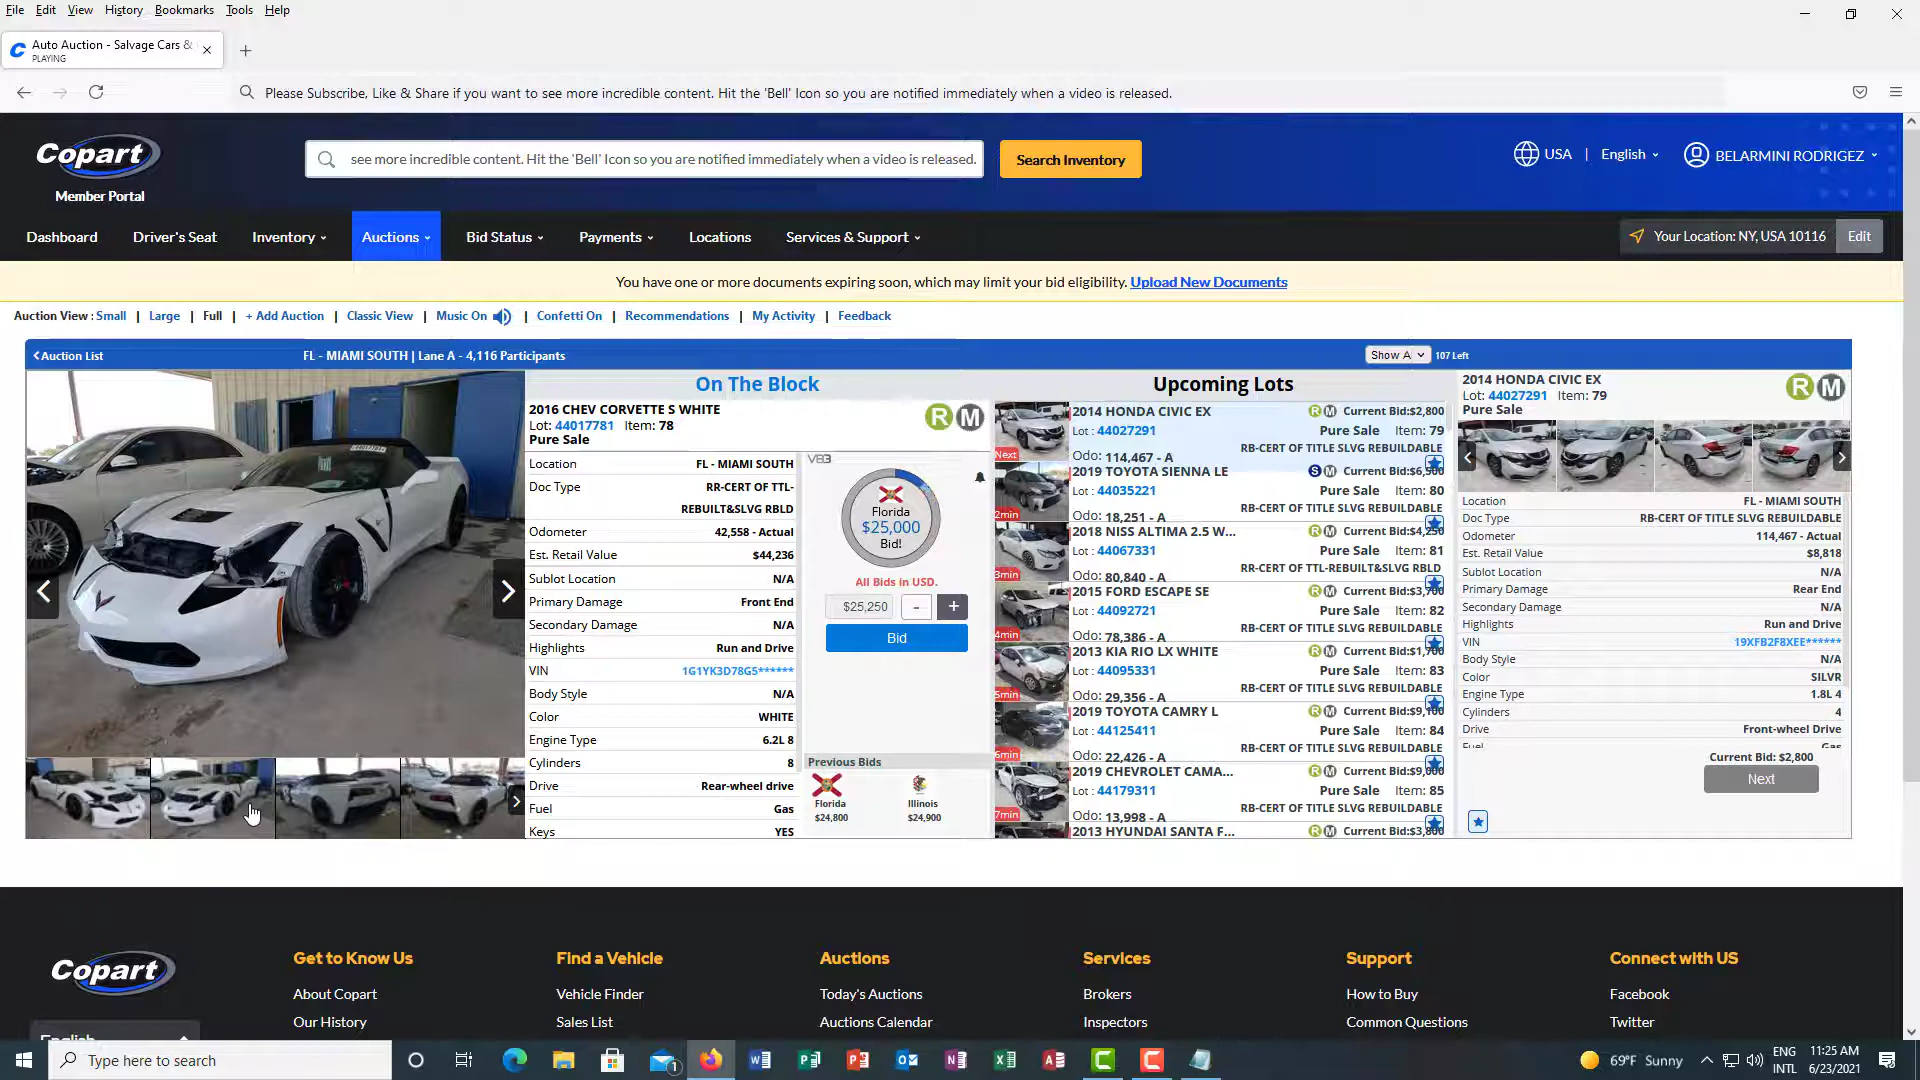 File Edit View History Bookmarks Tools Help
Auto Auction - Salvage Cars &
PLAYING
Please Subscribe, Like & Share if you want to see more incredible content. Hit the 'Bell' Icon so you are notified immediately when a video is released.
Copart
Member Portal
see more incredible content. Hit the 'Bell' Icon so you are notified immediately when a video is released.
Search Inventory
USA | English
BELARMINI RODRIGEZ
Dashboard Driver's Seat Inventory Auctions Bid Status Payments Locations Services & Support
Your Location: NY, USA 10116 Edit
You have one or more documents expiring soon, which may limit your bid eligibility. Upload New Documents
Auction View : Small | Large | Full | + Add Auction | Classic View | Music On | Confetti On | Recommendations | My Activity | Feedback
Auction List
FL - MIAMI SOUTH | Lane A - 4,116 Participants
Show A 107 Left
On The Block
2016 CHEV CORVETTE S WHITE
Lot: 44017781 Item: 78
Pure Sale
R M
Location FL - MIAMI SOUTH
Doc Type RR-CERT OF TTL-
REBUILT&SLVG RBLD
Odometer 42,558 - Actual
Est. Retail Value $44,236
Sublot Location N/A
Primary Damage Front End
Secondary Damage N/A
Highlights Run and Drive
VIN 1G1YK3D78G5******
Body Style N/A
Color WHITE
Engine Type 6.2L 8
Cylinders 8
Drive Rear-wheel drive
Fuel Gas
Keys YES
Florida
$25,000
Bid!
All Bids in USD.
$25,250 - +
Bid
Previous Bids
Florida
$24,800
Illinois
$24,900
Upcoming Lots
2014 HONDA CIVIC EX R M Current Bid:$2,800
Lot : 44027291 Pure Sale Item: 79
RB-CERT OF TITLE SLVG REBUILDABLE
Next Odo: 114,467 - A
2019 TOYOTA SIENNA LE S M Current Bid:$6,500
Lot : 44035221 Pure Sale Item: 80
RB-CERT OF TITLE SLVG REBUILDABLE
2min Odo: 18,251 - A
2018 NISS ALTIMA 2.5 W... R M Current Bid:$4,250
Lot : 44067331 Pure Sale Item: 81
RR-CERT OF TTL-REBUILT&SLVG RBLD
3min Odo: 80,840 - A
2015 FORD ESCAPE SE R M Current Bid:$3,700
Lot : 44092721 Pure Sale Item: 82
RB-CERT OF TITLE SLVG REBUILDABLE
4min Odo: 78,386 - A
2013 KIA RIO LX WHITE R M Current Bid:$1,700
Lot : 44095331 Pure Sale Item: 83
RB-CERT OF TITLE SLVG REBUILDABLE
5min Odo: 29,356 - A
2019 TOYOTA CAMRY L R M Current Bid:$9,100
Lot : 44125411 Pure Sale Item: 84
RB-CERT OF TITLE SLVG REBUILDABLE
6min Odo: 22,426 - A
2019 CHEVROLET CAMA... R M Current Bid:$9,000
Lot : 44179311 Pure Sale Item: 85
RB-CERT OF TITLE SLVG REBUILDABLE
7min Odo: 13,998 - A
2013 HYUNDAI SANTA F... R M Current Bid:$3,800
2014 HONDA CIVIC EX
Lot: 44027291 Item: 79
Pure Sale
R M
Location FL - MIAMI SOUTH
Doc Type RB-CERT OF TITLE SLVG REBUILDABLE
Odometer 114,467 - Actual
Est. Retail Value $8,818
Sublot Location N/A
Primary Damage Rear End
Secondary Damage N/A
Highlights Run and Drive
VIN 19XFB2F8XEE******
Body Style N/A
Color SILVR
Engine Type 1.8L 4
Cylinders 4
Drive Front-wheel Drive
Fuel Gas
Current Bid: $2,800
Next
Copart
English
Get to Know Us
About Copart
Our History
Find a Vehicle
Vehicle Finder
Sales List
Auctions
Today's Auctions
Auctions Calendar
Services
Brokers
Inspectors
Support
How to Buy
Common Questions
Connect with US
Facebook
Twitter
Type here to search
69°F Sunny
ENG
INTL
11:25 AM
6/23/2021